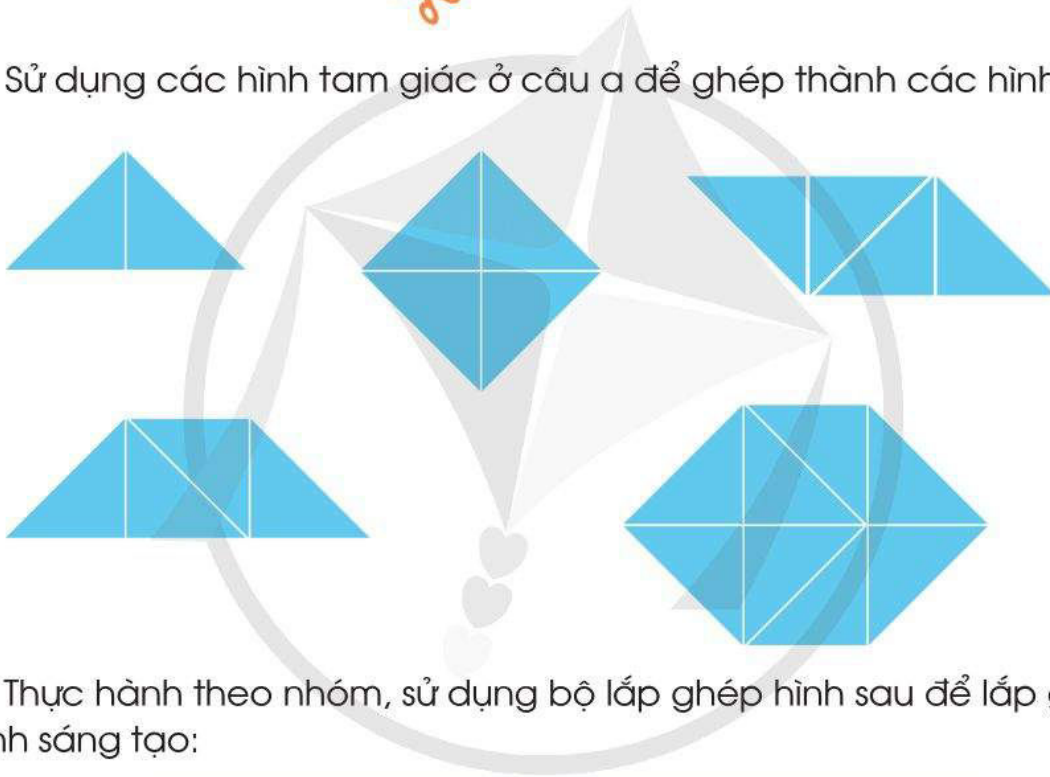 Sử dụng các hình tam giác ở câu a để ghép thành các hình
Thực hành theo nhóm, sử dụng bộ lắp ghép hình sau để lắp
sáng tạo: